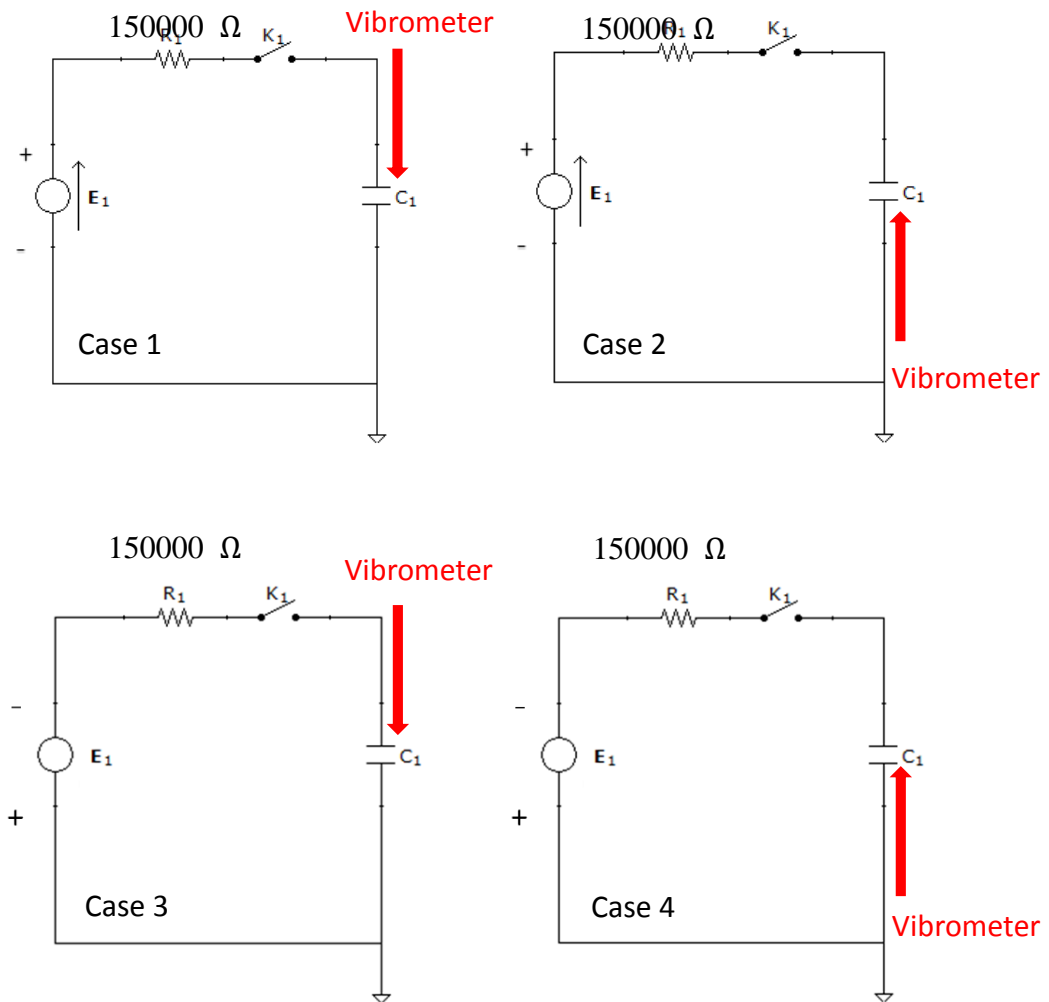 150000 Ω
Vibrometer
R₁
K₁
+
E₁
-
C₁
Case 1
150000 Ω
R₁
K₁
+
E₁
-
C₁
Case 2
Vibrometer
150000 Ω
Vibrometer
R₁
K₁
-
E₁
+
C₁
Case 3
150000 Ω
R₁
K₁
-
E₁
+
C₁
Case 4
Vibrometer